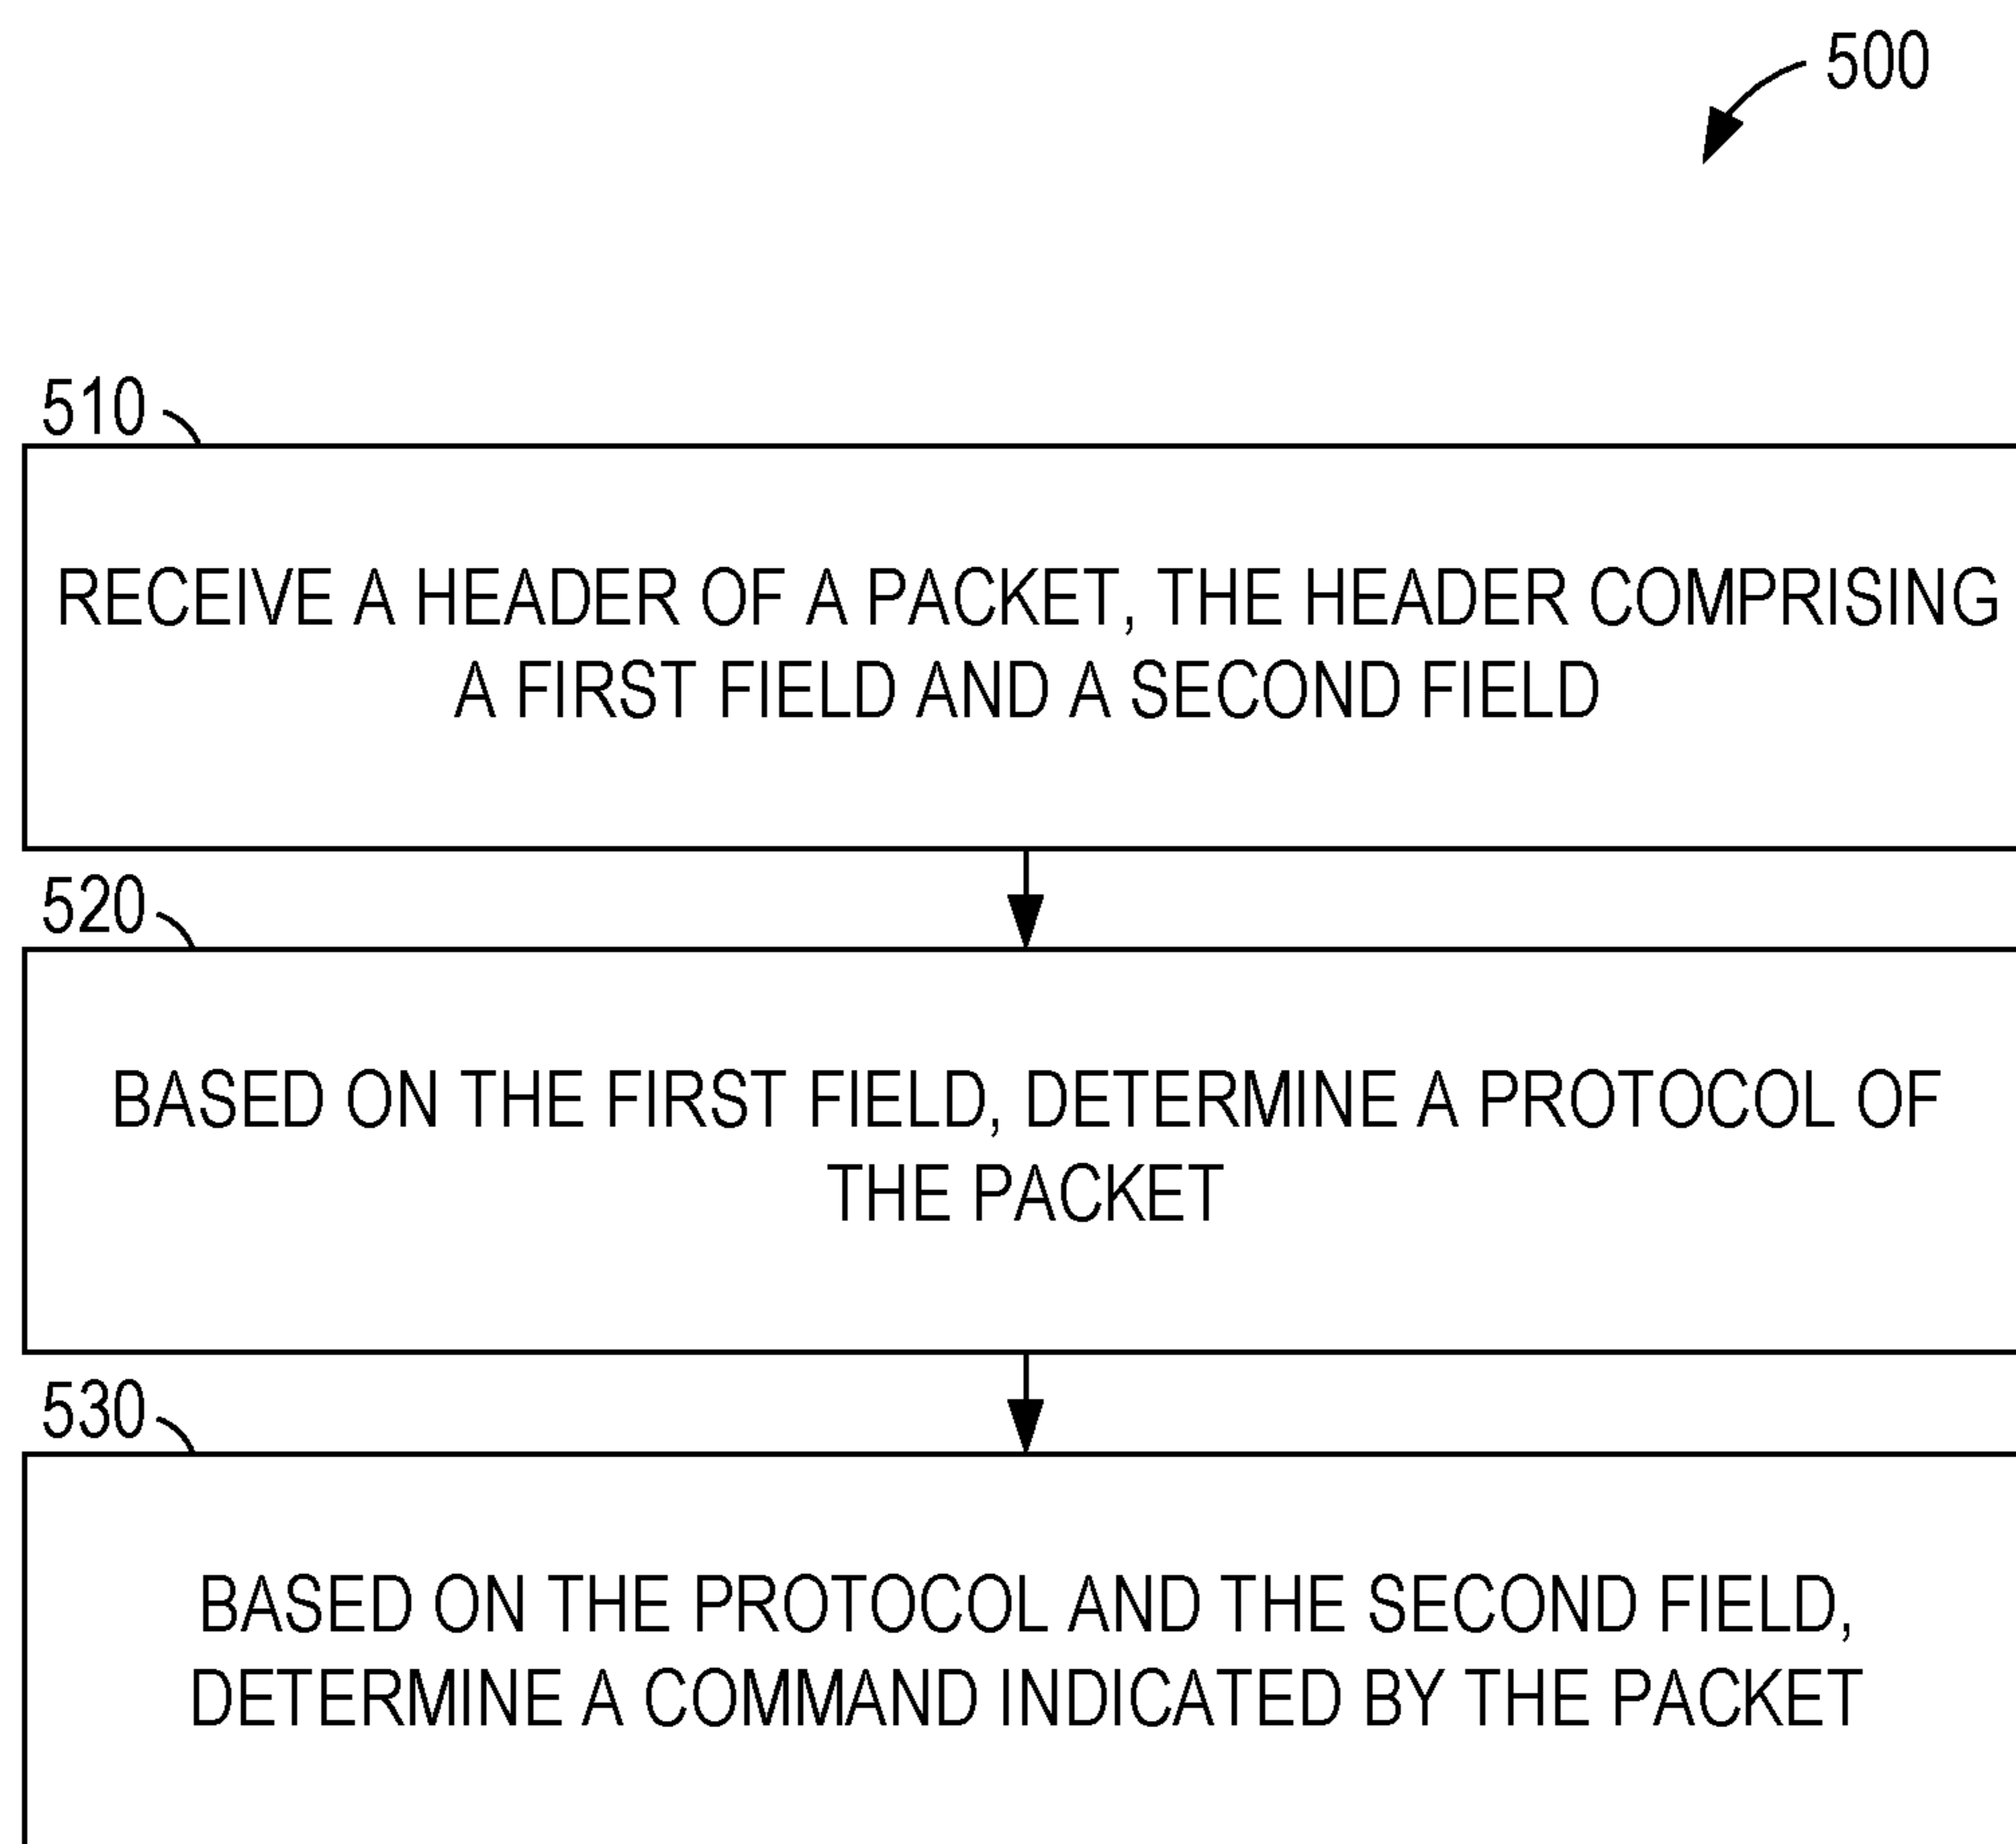 500
510
RECEIVE A HEADER OF A PACKET, THE HEADER COMPRISING
A FIRST FIELD AND A SECOND FIELD
520
BASED ON THE FIRST FIELD, DETERMINE A PROTOCOL OF
THE PACKET
530
BASED ON THE PROTOCOL AND THE SECOND FIELD,
DETERMINE A COMMAND INDICATED BY THE PACKET